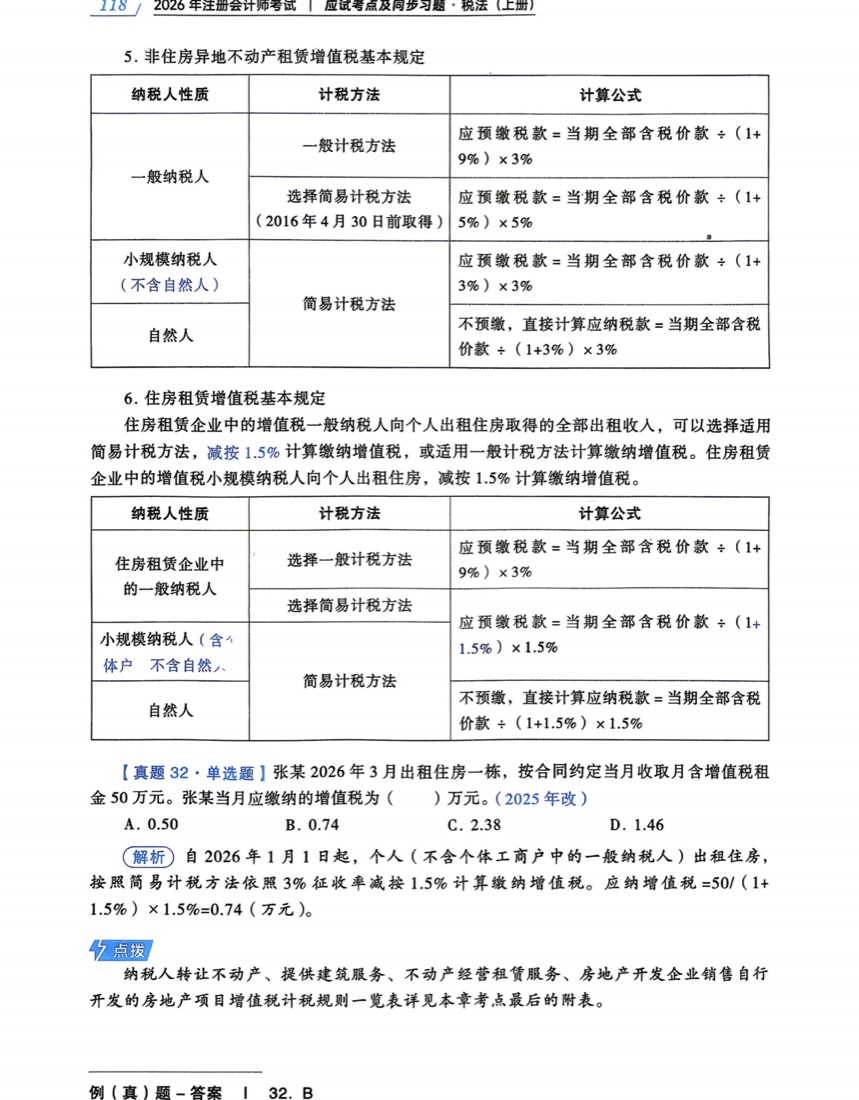 118 / 2026年注册会计师考试 | 应试考点及同步习题·税法(上册)
5. 非住房异地不动产租赁增值税基本规定
纳税人性质 计税方法 计算公式
一般纳税人
一般计税方法
应预缴税款=当期全部含税价款÷(1+
9%)×3%
选择简易计税方法
(2016年4月30日前取得)
应预缴税款=当期全部含税价款÷(1+
5%)×5%
小规模纳税人
(不含自然人)
简易计税方法
应预缴税款=当期全部含税价款÷(1+
3%)×3%
自然人
不预缴,直接计算应纳税款=当期全部含税
价款÷(1+3%)×3%
6. 住房租赁增值税基本规定
住房租赁企业中的增值税一般纳税人向个人出租住房取得的全部出租收入,可以选择适用
简易计税方法,减按1.5%计算缴纳增值税,或适用一般计税方法计算缴纳增值税。住房租赁
企业中的增值税小规模纳税人向个人出租住房,减按1.5%计算缴纳增值税。
纳税人性质 计税方法 计算公式
住房租赁企业中
的一般纳税人
选择一般计税方法
应预缴税款=当期全部含税价款÷(1+
9%)×3%
选择简易计税方法
应预缴税款=当期全部含税价款÷(1+
1.5%)×1.5%
小规模纳税人(含个
体户 不含自然人
简易计税方法
自然人
不预缴,直接计算应纳税款=当期全部含税
价款÷(1+1.5%)×1.5%
【真题32·单选题】张某2026年3月出租住房一栋,按合同约定当月收取月含增值税租
金50万元。张某当月应缴纳的增值税为( )万元。(2025年改)
A. 0.50 B. 0.74 C. 2.38 D. 1.46
解析 自2026年1月1日起,个人(不含个体工商户中的一般纳税人)出租住房,
按照简易计税方法依照3%征收率减按1.5%计算缴纳增值税。应纳增值税=50/(1+
1.5%)×1.5%=0.74(万元)。
点拨
纳税人转让不动产、提供建筑服务、不动产经营租赁服务、房地产开发企业销售自行
开发的房地产项目增值税计税规则一览表详见本章考点最后的附表。
例(真)题-答案 | 32. B